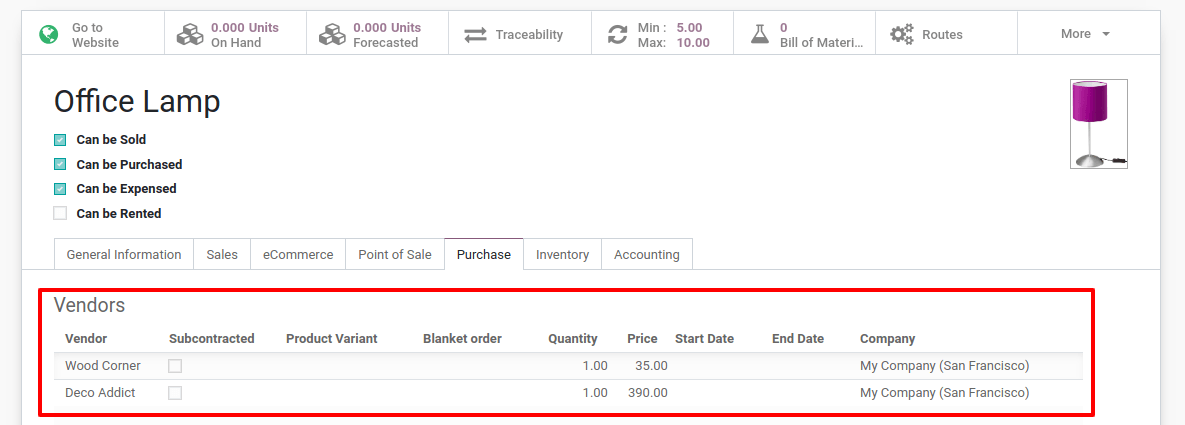 Go to Website
0.000 Units On Hand
0.000 Units Forecasted
Traceability
Min : 5.00
Max: 10.00
0 Bill of Materi...
Routes
More
Office Lamp
Can be Sold
Can be Purchased
Can be Expensed
Can be Rented
General Information Sales eCommerce Point of Sale Purchase Inventory Accounting
Vendors
Vendor Subcontracted Product Variant Blanket order Quantity Price Start Date End Date Company
Wood Corner 1.00 35.00 My Company (San Francisco)
Deco Addict 1.00 390.00 My Company (San Francisco)